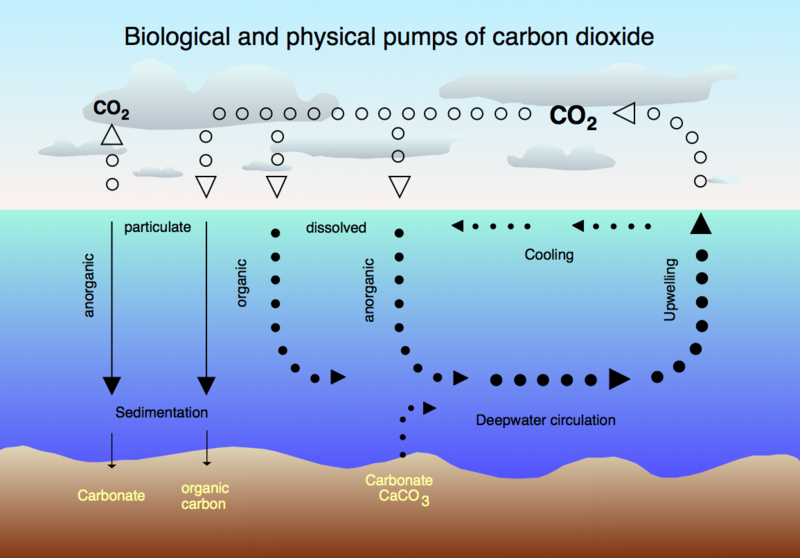 Biological and physical pumps of carbon dioxide
CO2
CO2
particulate
dissolved
Cooling
anorganic
organic
anorganic
Upwelling
Sedimentation
Deepwater circulation
Carbonate
organic
carbon
Carbonate
CaCO3